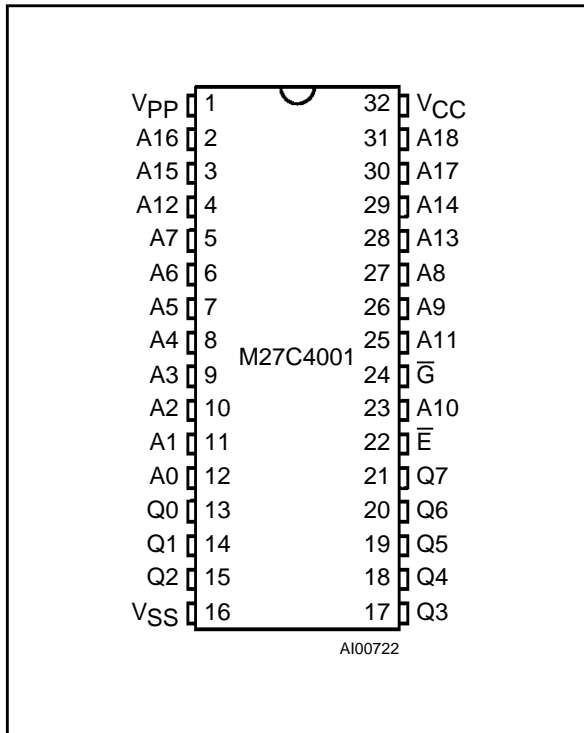 VPP 1 32 VCC
A16 2 31 A18
A15 3 30 A17
A12 4 29 A14
A7 5 28 A13
A6 6 27 A8
A5 7 26 A9
A4 8 25 A11
M27C4001
A3 9 24 G̅
A2 10 23 A10
A1 11 22 E̅
A0 12 21 Q7
Q0 13 20 Q6
Q1 14 19 Q5
Q2 15 18 Q4
VSS 16 17 Q3
AI00722